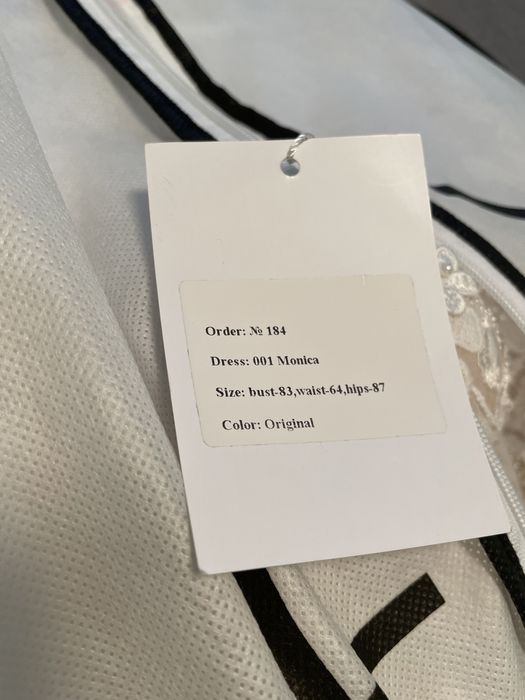 Order: № 184
Dress: 001 Monica
Size: bust-83,waist-64,hips-87
Color: Original